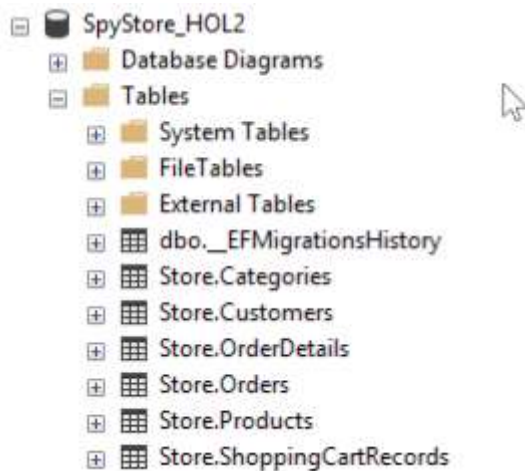 SpyStore_HOL2
Database Diagrams
Tables
System Tables
FileTables
External Tables
dbo.__EFMigrationsHistory
Store.Categories
Store.Customers
Store.OrderDetails
Store.Orders
Store.Products
Store.ShoppingCartRecords